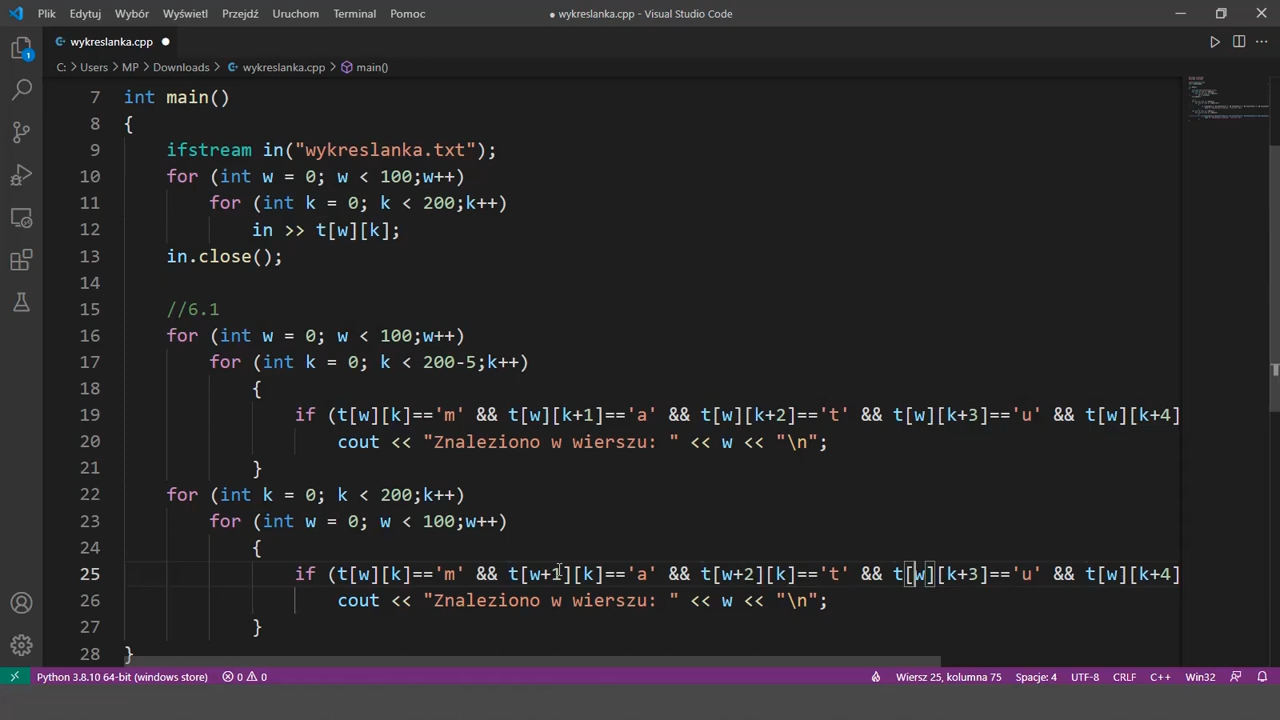 Plik Edytuj Wybór Wyświetl Przejdź Uruchom Terminal Pomoc ● wykreslanka.cpp - Visual Studio Code
wykreslanka.cpp ●
C: > Users > MP > Downloads > wykreslanka.cpp > main()
7 int main()
8 {
9 ifstream in("wykreslanka.txt");
10 for (int w = 0; w < 100;w++)
11 for (int k = 0; k < 200;k++)
12 in >> t[w][k];
13 in.close();
14
15 //6.1
16 for (int w = 0; w < 100;w++)
17 for (int k = 0; k < 200-5;k++)
18 {
19 if (t[w][k]=='m' && t[w][k+1]=='a' && t[w][k+2]=='t' && t[w][k+3]=='u' && t[w][k+4]
20 cout << "Znaleziono w wierszu: " << w << "\n";
21 }
22 for (int k = 0; k < 200;k++)
23 for (int w = 0; w < 100;w++)
24 {
25 if (t[w][k]=='m' && t[w+1][k]=='a' && t[w+2][k]=='t' && t[w][k+3]=='u' && t[w][k+4]
26 cout << "Znaleziono w wierszu: " << w << "\n";
27 }
28 }
1
Python 3.8.10 64-bit (windows store) 0 0 Wiersz 25, kolumna 75 Spacje: 4 UTF-8 CRLF C++ Win32